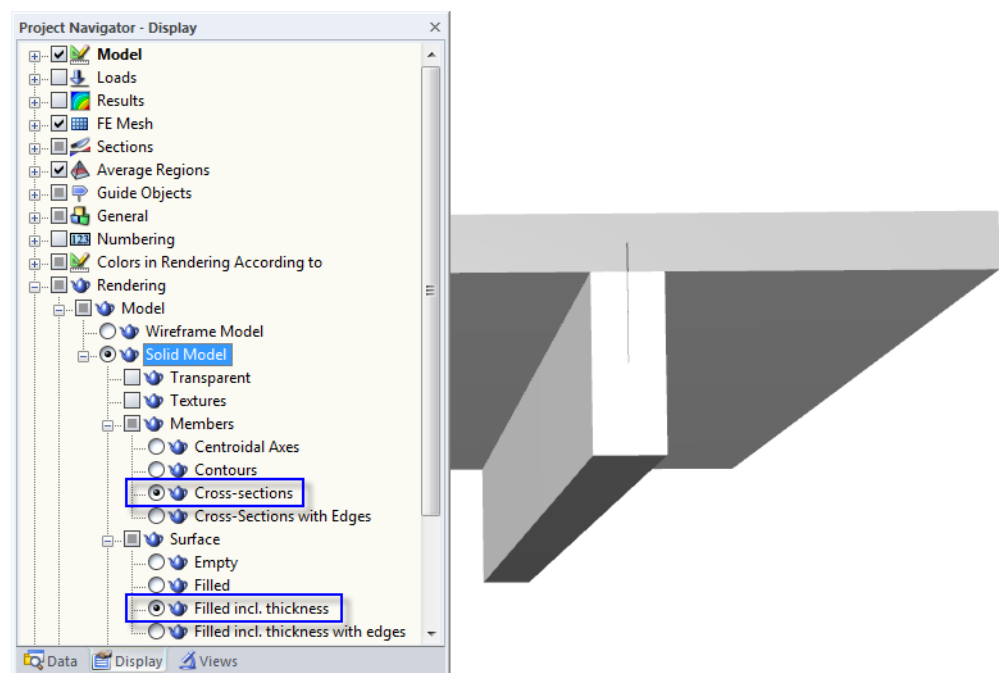 Project Navigator - Display
Model
Loads
Results
FE Mesh
Sections
Average Regions
Guide Objects
General
123 Numbering
Colors in Rendering According to
Rendering
Model
Wireframe Model
Solid Model
Transparent
Textures
Members
Centroidal Axes
Contours
Cross-sections
Cross-Sections with Edges
Surface
Empty
Filled
Filled incl. thickness
Filled incl. thickness with edges
Data Display Views